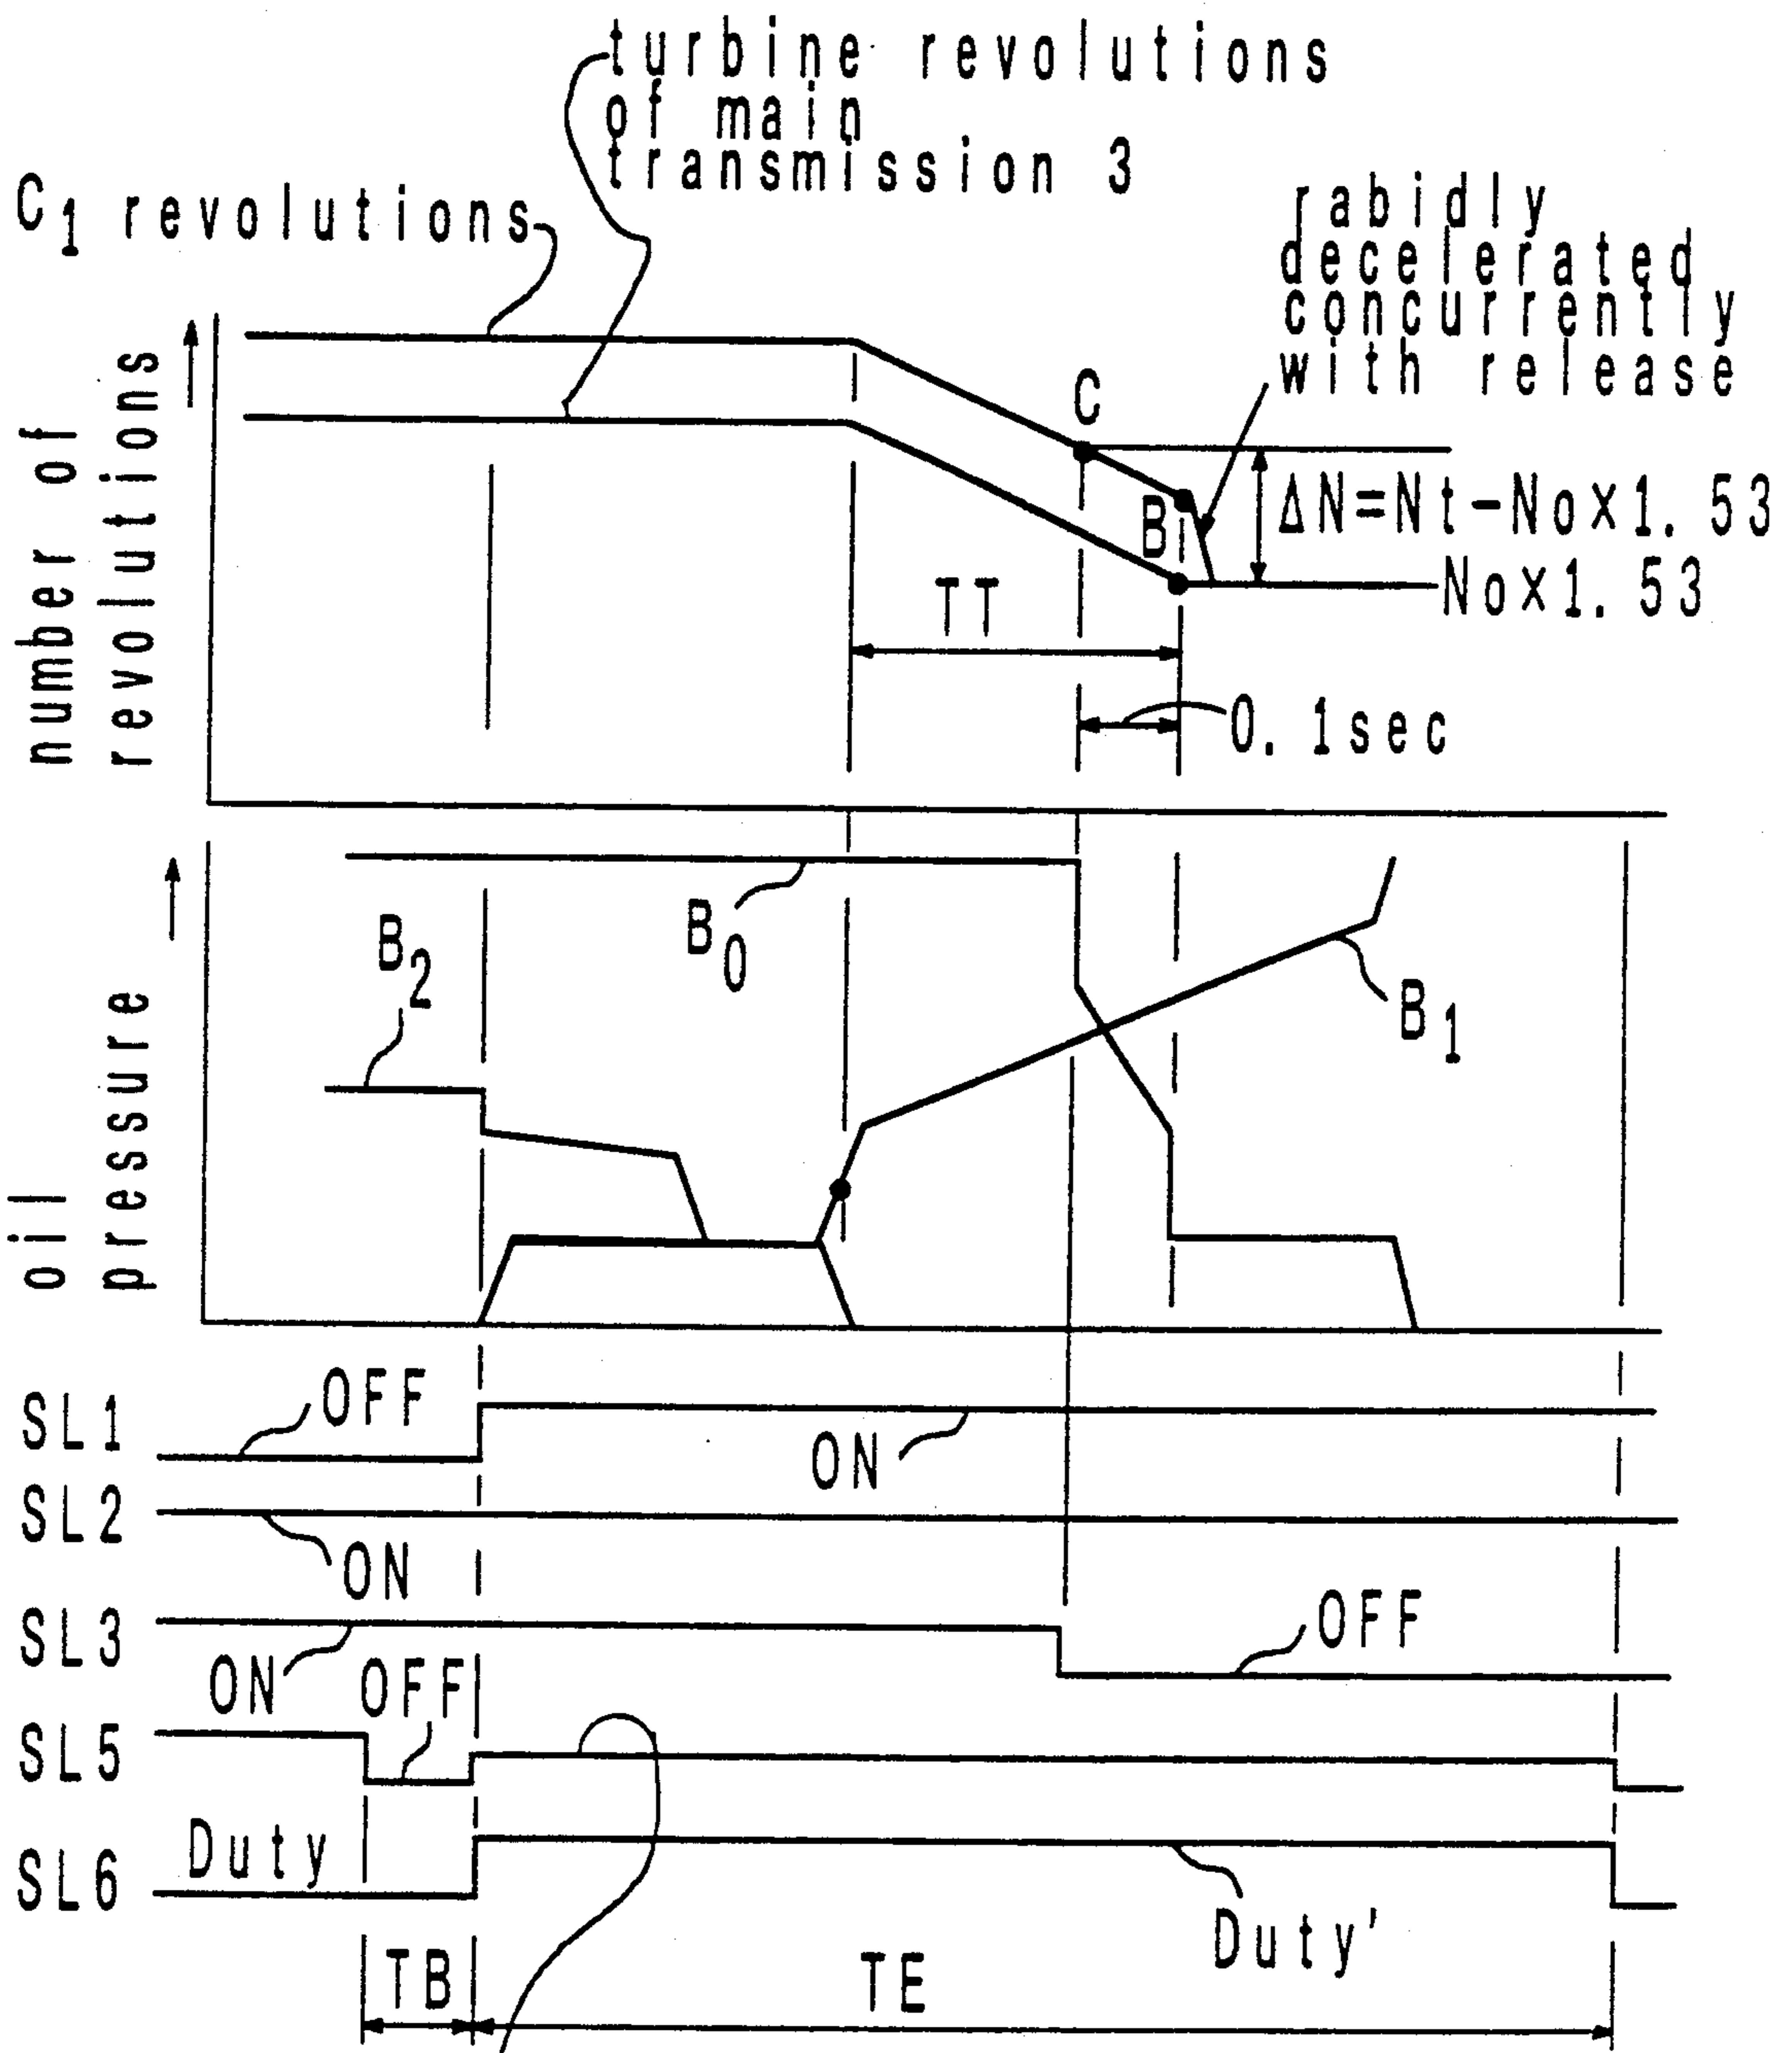 turbine revolutions
of main
transmission 3
C1 revolutions
rabidly
decelerated
concurrently
with release
number of
revolutions
C
B
ΔN=Nt-No×1.53
No×1.53
TT
0.1sec
oil
pressure
B2
B0
B1
SL1
OFF
ON
SL2
ON
SL3
ON
OFF
SL5
OFF
SL6
Duty
Duty'
TB
TE